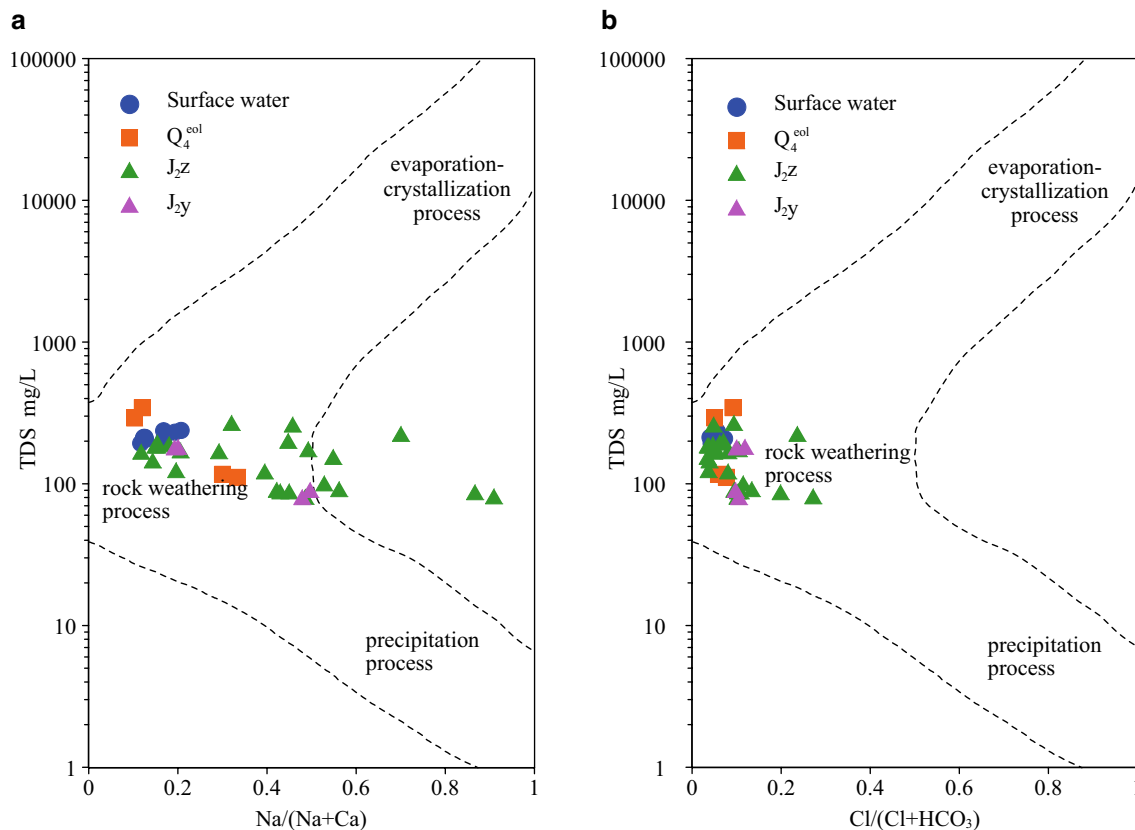 a
100000
10000
1000
100
10
1
TDS mg/L
Surface water
Q₄ᵉᵒˡ
J₂z
J₂y
evaporation-
crystallization
process
rock weathering
process
precipitation
process
0
0.2
0.4
0.6
0.8
1
Na/(Na+Ca)
b
100000
10000
1000
100
10
1
TDS mg/L
Surface water
Q₄ᵉᵒˡ
J₂z
J₂y
evaporation-
crystallization
process
rock weathering
process
precipitation
process
0
0.2
0.4
0.6
0.8
1
Cl/(Cl+HCO₃)